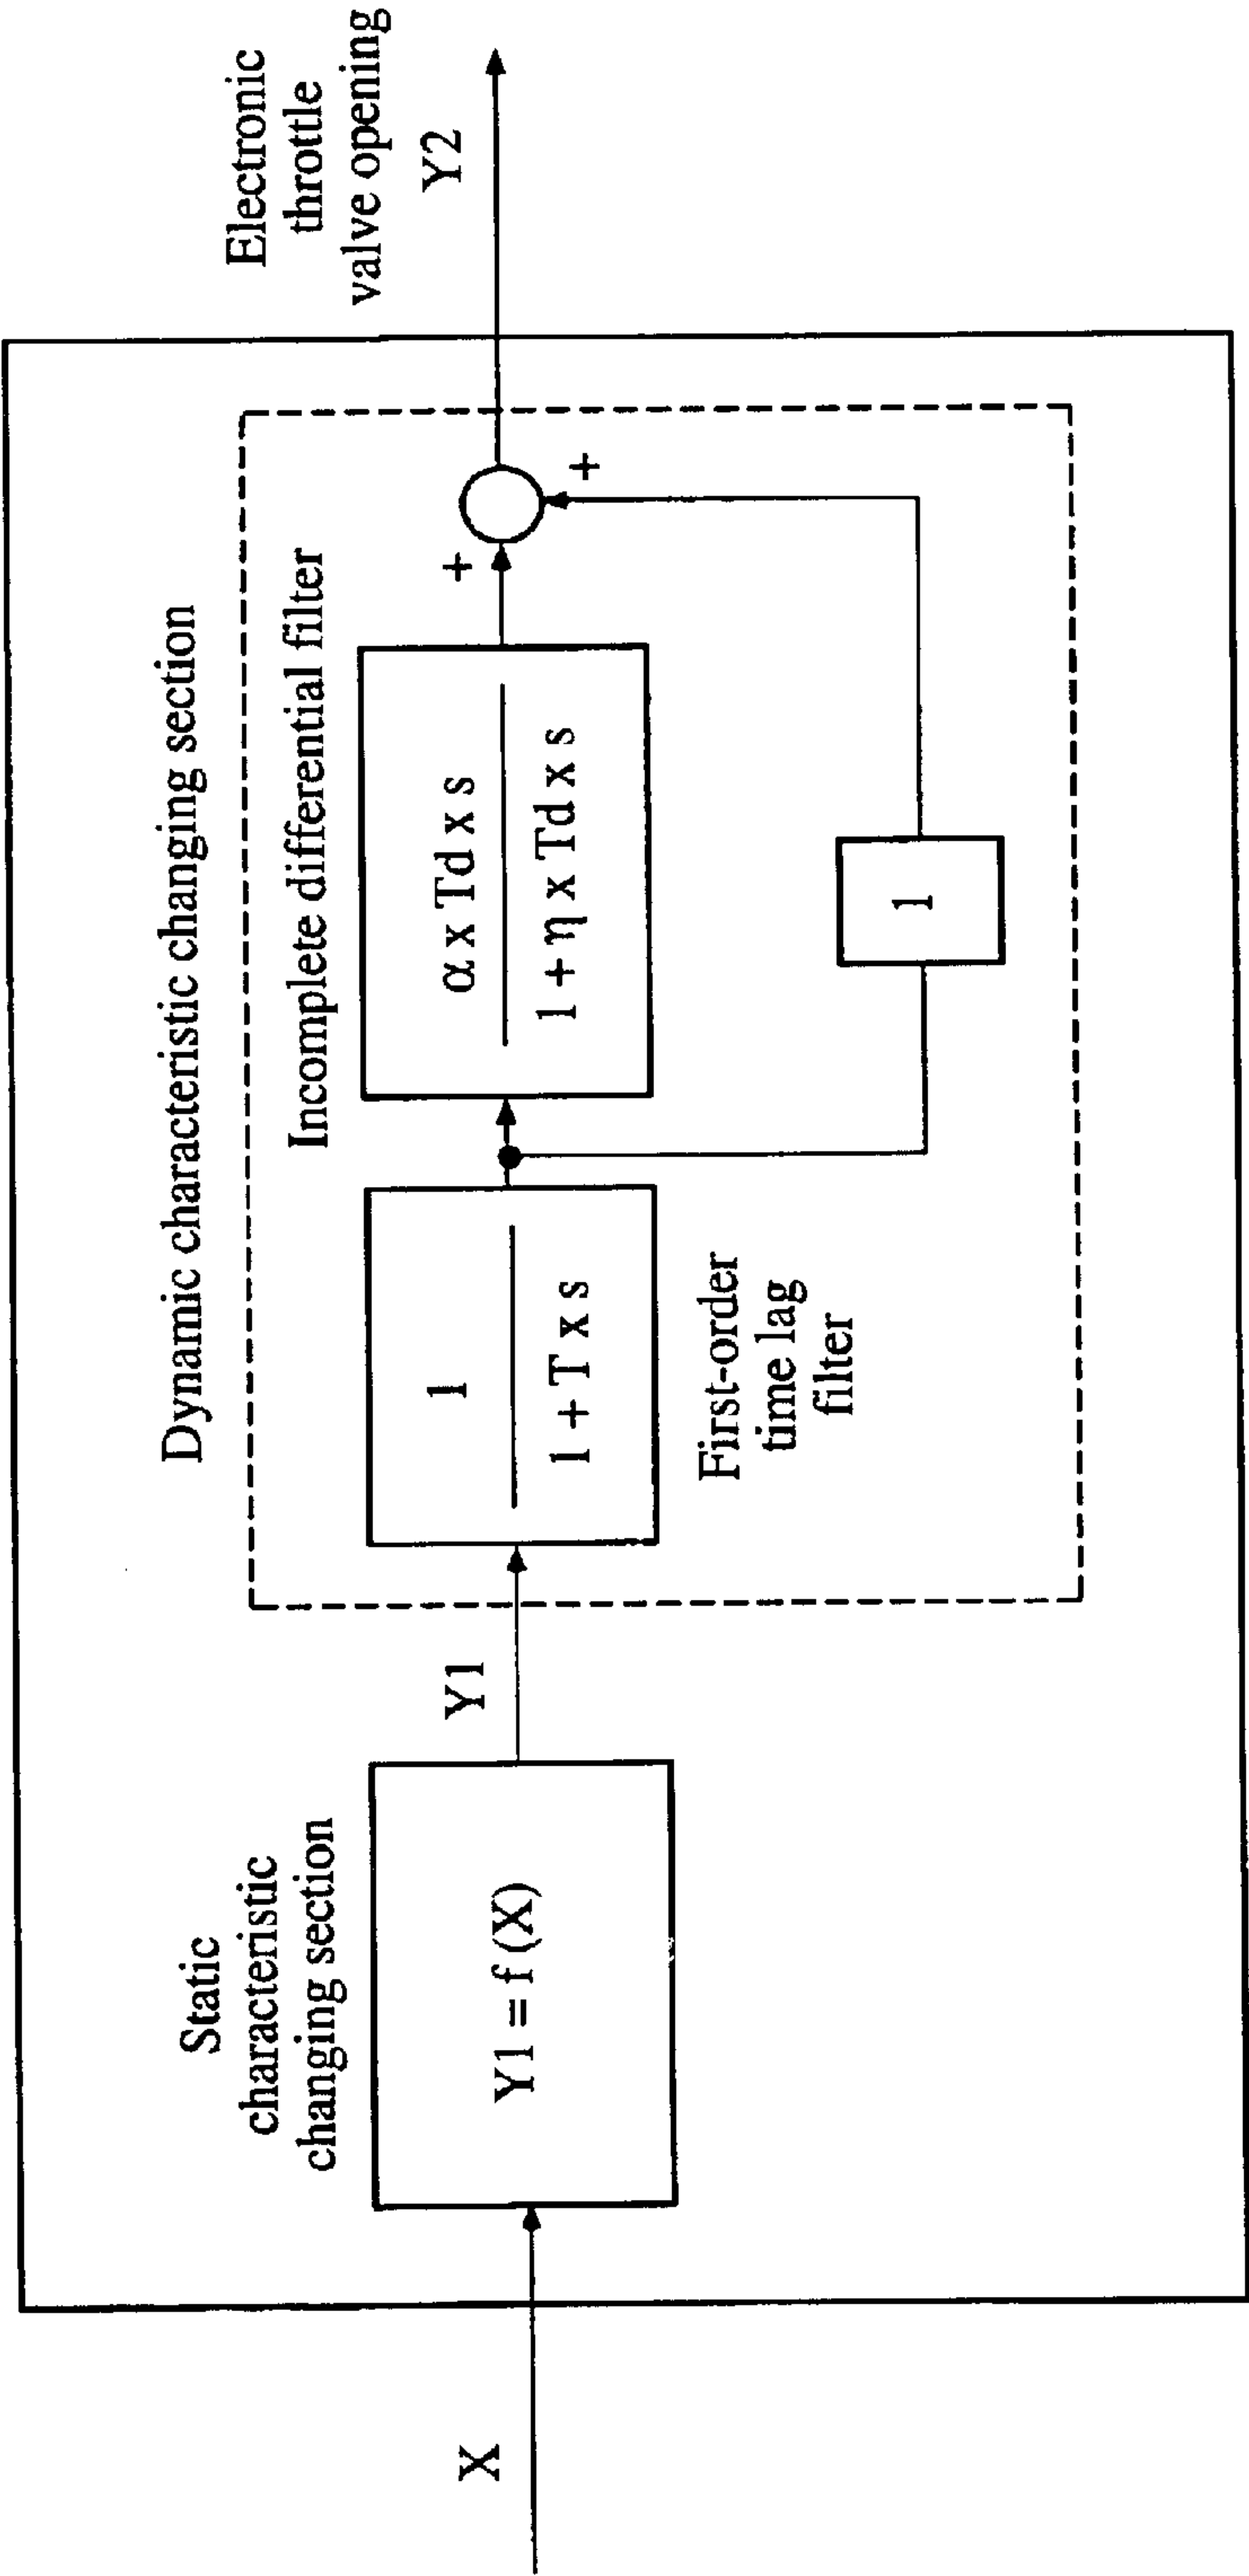 X
Static
characteristic
changing section
Y1 = f (X)
Y1
Dynamic characteristic changing section
1
1 + T x s
First-order
time lag
filter
Incomplete differential filter
α x Td x s
1 + η x Td x s
1
+
+
Electronic
throttle
valve opening
Y2